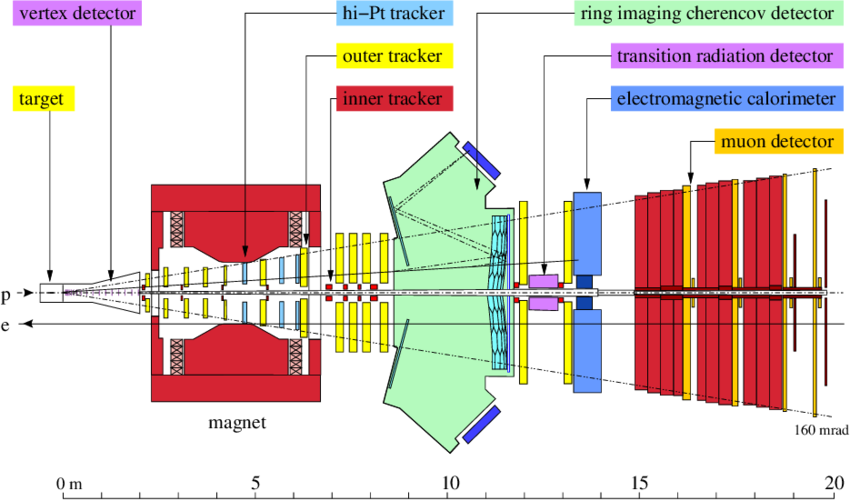 vertex detector
hi−Pt tracker
ring imaging cherencov detector
outer tracker
transition radiation detector
target
inner tracker
electromagnetic calorimeter
muon detector
p
e
magnet
160 mrad
0 m 5 10 15 20